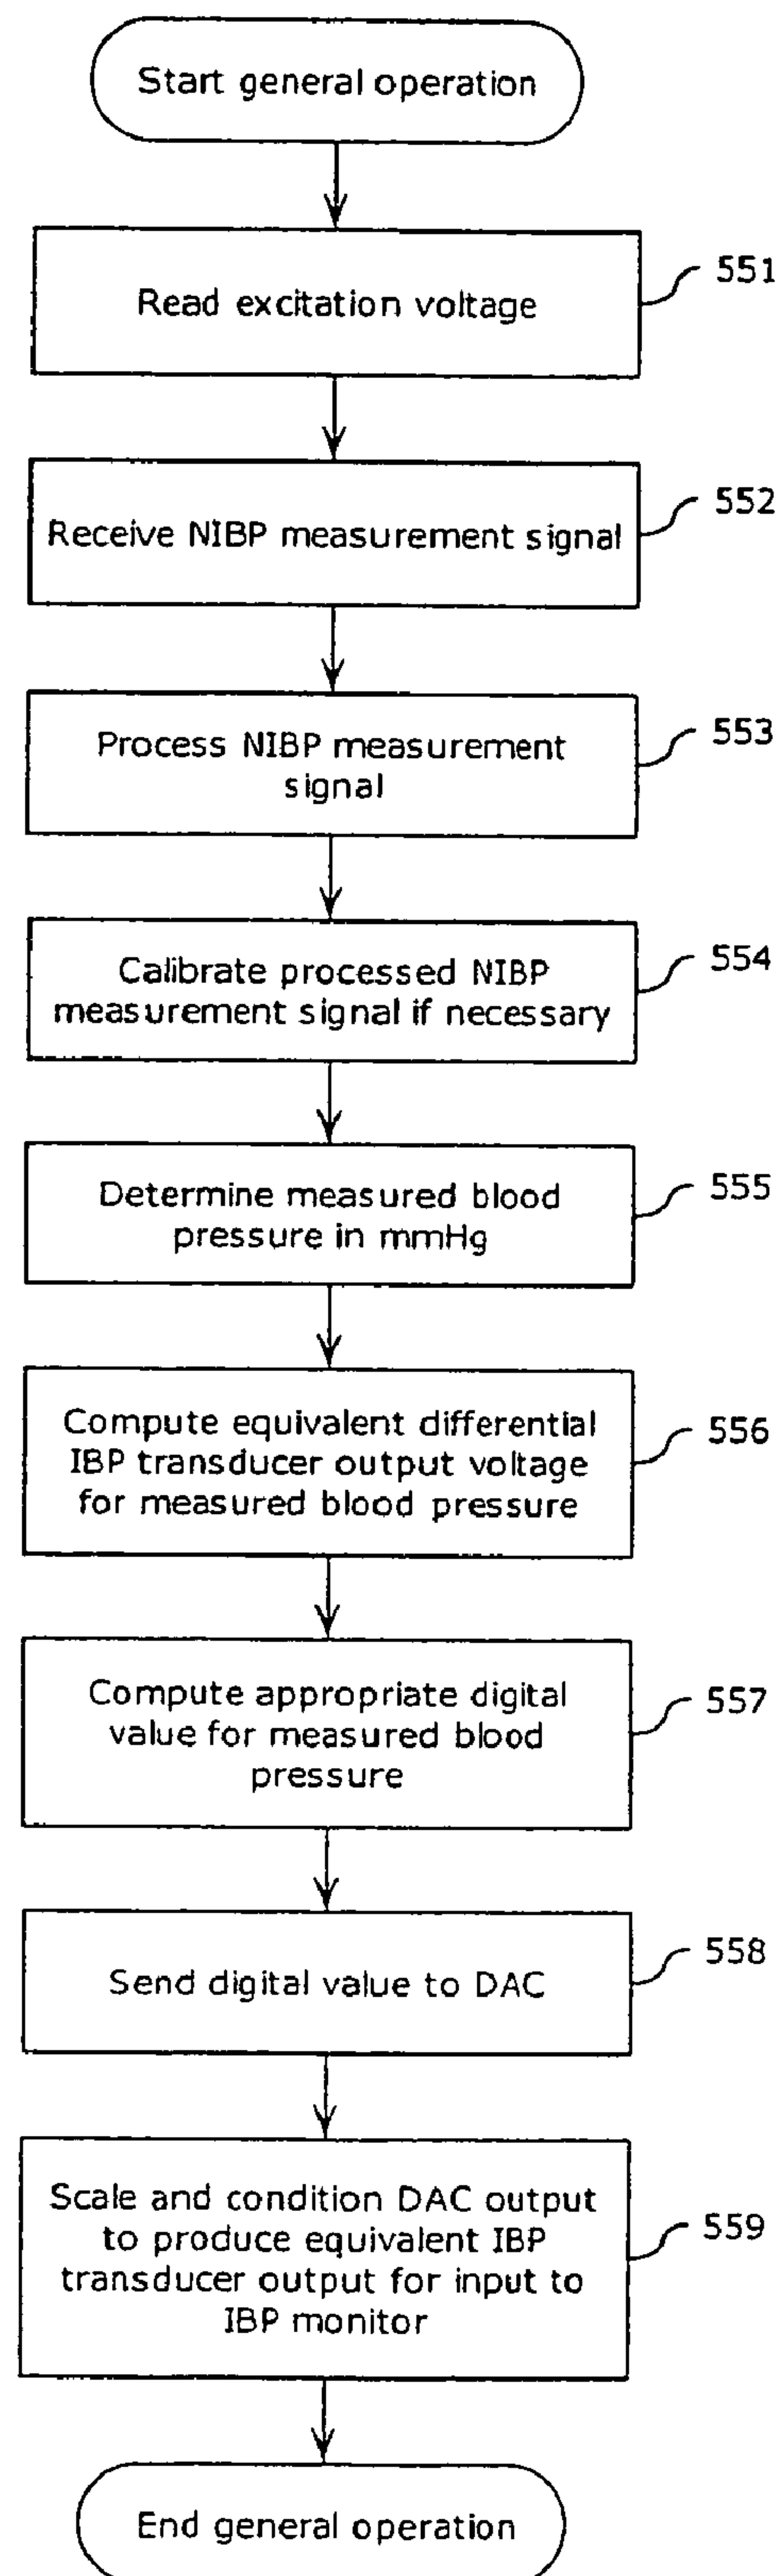 Start general operation
551
Read excitation voltage
552
Receive NIBP measurement signal
553
Process NIBP measurement
signal
554
Calibrate processed NIBP
measurement signal if necessary
555
Determine measured blood
pressure in mmHg
556
Compute equivalent differential
IBP transducer output voltage
for measured blood pressure
557
Compute appropriate digital
value for measured blood
pressure
558
Send digital value to DAC
559
Scale and condition DAC output
to produce equivalent IBP
transducer output for input to
IBP monitor
End general operation